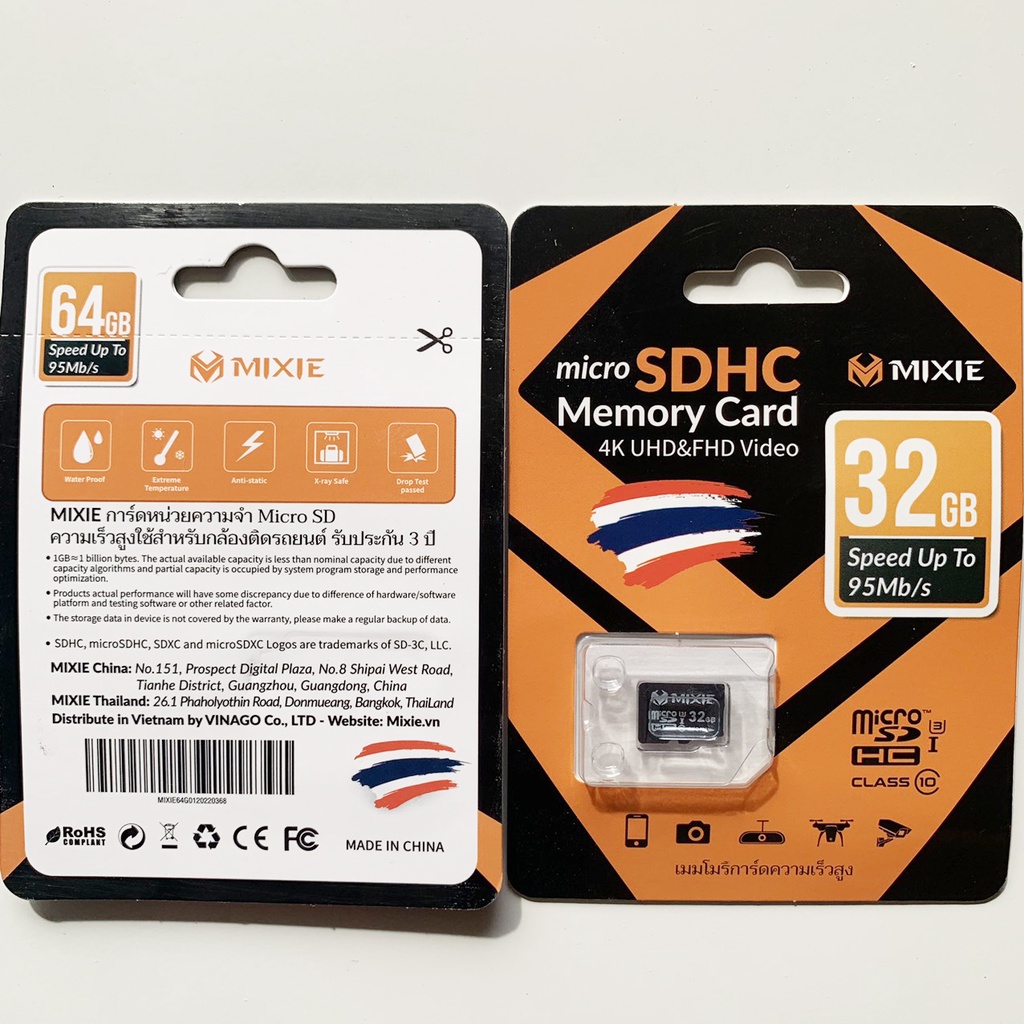 64GB
Speed Up To
95Mb/s
MIXIE
Water Proof
Extreme
Temperature
Anti-static
X-ray Safe
Drop Test
passed
MIXIE การ์ดหน่วยความจำ Micro SD
ความเร็วสูงใช้สำหรับกล้องติดรถยนต์ รับประกัน 3 ปี
• 1GB≈1 billion bytes. The actual available capacity is less than nominal capacity due to different
capacity algorithms and partial capacity is occupied by system program storage and performance
optimization.
• Products actual performance will have some discrepancy due to difference of hardware/software
platform and testing software or other related factor.
• The storage data in device is not covered by the warranty, please make a regular backup of data.
• SDHC, microSDHC, SDXC and microSDXC Logos are trademarks of SD-3C, LLC.
MIXIE China: No.151, Prospect Digital Plaza, No.8 Shipai West Road,
Tianhe District, Guangzhou, Guangdong, China
MIXIE Thailand: 26.1 Phaholyothin Road, Donmueang, Bangkok, ThaiLand
Distribute in Vietnam by VINAGO Co., LTD - Website: Mixie.vn
MIXIE64G0120220368
RoHS
COMPLIANT
CE FC
MADE IN CHINA
micro SDHC
Memory Card
4K UHD&FHD Video
MIXIE
32GB
Speed Up To
95Mb/s
MIXIE
micro SD HC 3 I 32GB
micro SD HC™ 3 I
CLASS 10
เมมโมรีการ์ดความเร็วสูง